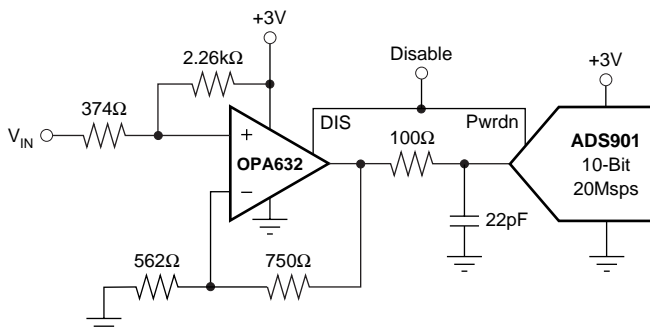 +3V
2.26kΩ
Disable
+3V
374Ω
V_IN
DIS
Pwrdn
+
OPA632
−
100Ω
ADS901
10-Bit
20Msps
22pF
562Ω
750Ω